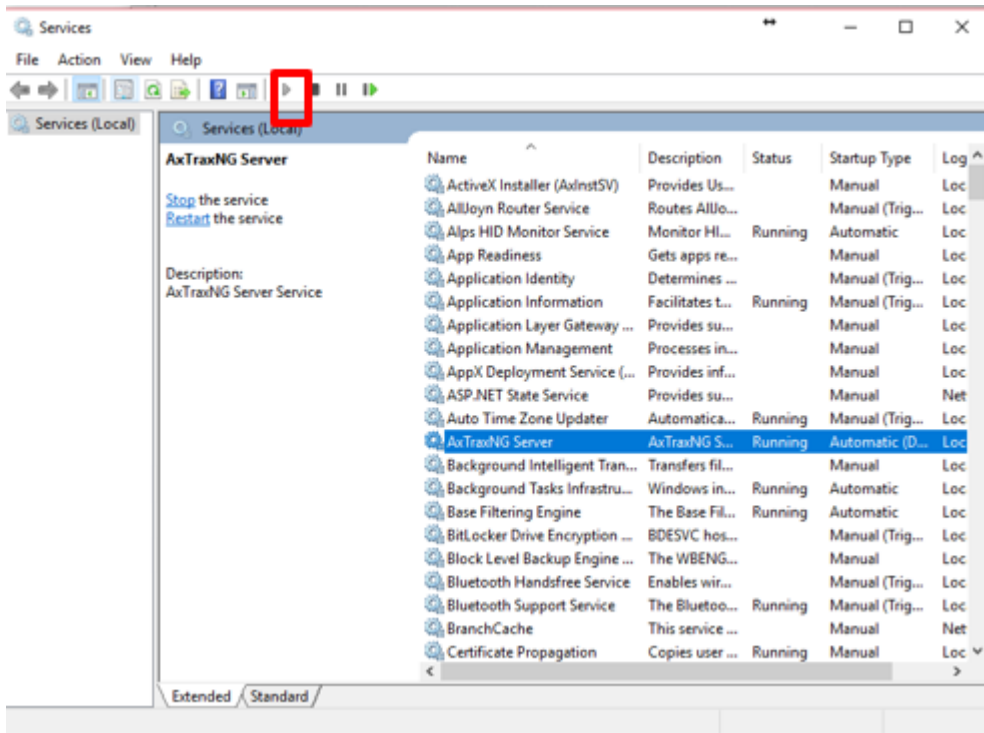 Services
File Action View Help
Services (Local)
Services (Local)
AxTraxNG Server
Stop the service
Restart the service
Description:
AxTraxNG Server Service
Name Description Status Startup Type Log
ActiveX Installer (AxInstSV) Provides Us... Manual Loc
AllJoyn Router Service Routes AllJo... Manual (Trig... Loc
Alps HID Monitor Service Monitor HI... Running Automatic Loc
App Readiness Gets apps re... Manual Loc
Application Identity Determines ... Manual (Trig... Loc
Application Information Facilitates t... Running Manual (Trig... Loc
Application Layer Gateway ... Provides su... Manual Loc
Application Management Processes in... Manual Loc
AppX Deployment Service (... Provides inf... Manual Loc
ASP.NET State Service Provides su... Manual Net
Auto Time Zone Updater Automatica... Running Manual (Trig... Loc
AxTraxNG Server AxTraxNG S... Running Automatic (D... Loc
Background Intelligent Tran... Transfers fil... Manual Loc
Background Tasks Infrastru... Windows in... Running Automatic Loc
Base Filtering Engine The Base Fil... Running Automatic Loc
BitLocker Drive Encryption ... BDESVC hos... Manual (Trig... Loc
Block Level Backup Engine ... The WBENG... Manual Loc
Bluetooth Handsfree Service Enables wir... Manual (Trig... Loc
Bluetooth Support Service The Bluetoo... Running Manual (Trig... Loc
BranchCache This service ... Manual Net
Certificate Propagation Copies user ... Running Manual Loc
Extended Standard